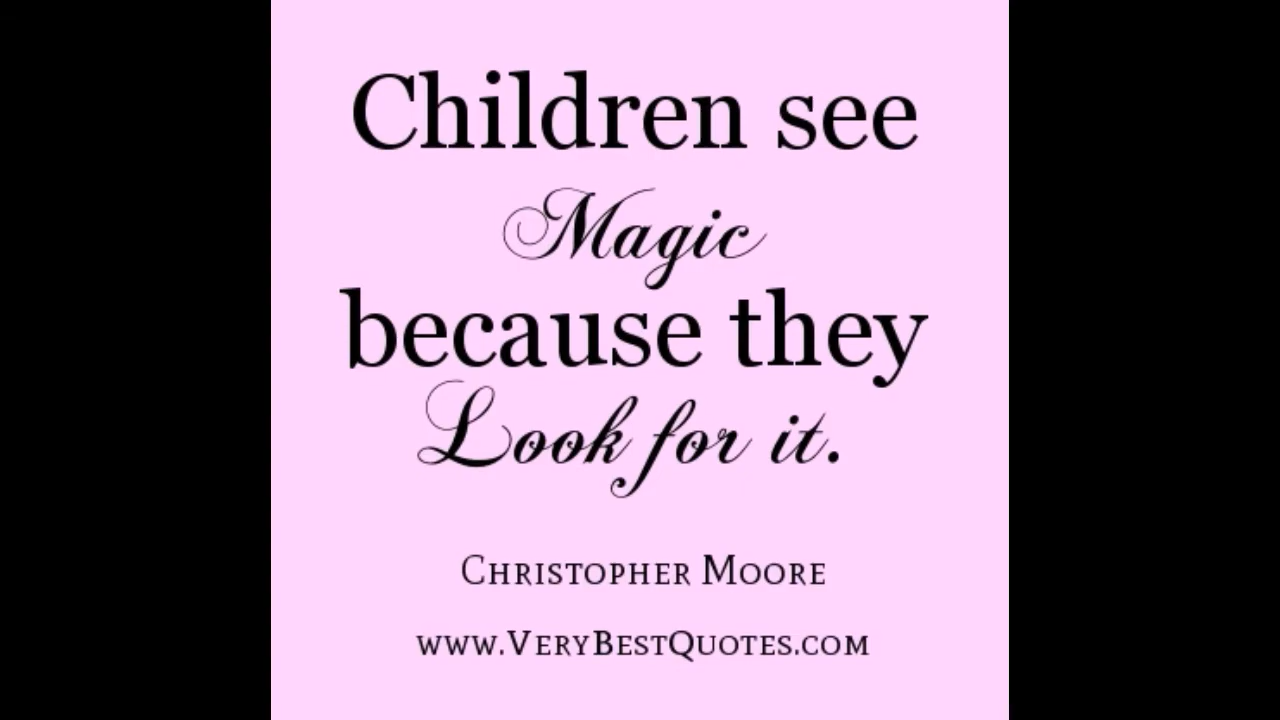 Children see
Magic
because they
Look for it.
Christopher Moore
www.VeryBestQuotes.com